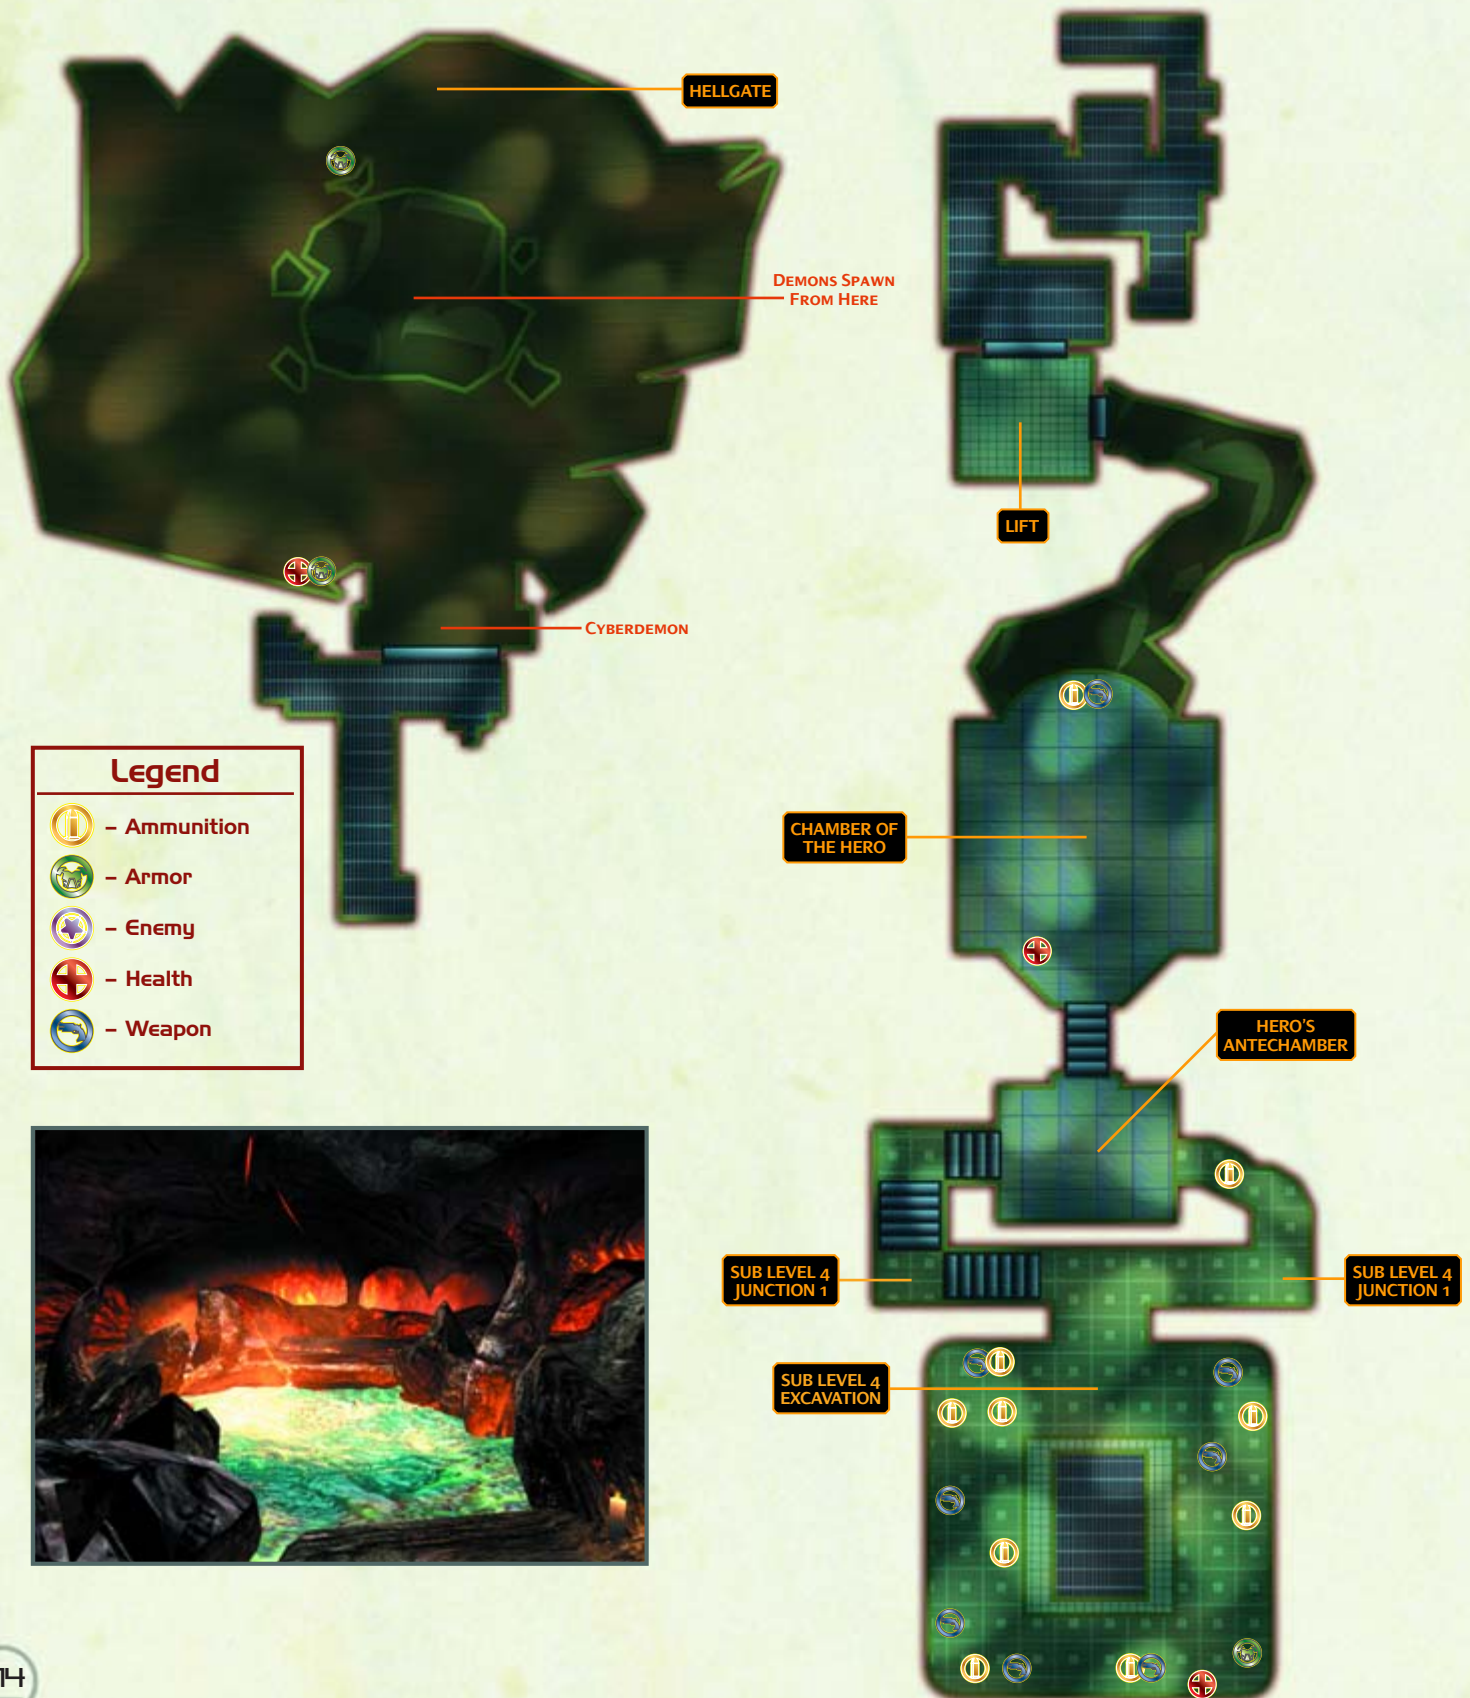 HELLGATE
DEMONS SPAWN
FROM HERE
LIFT
CYBERDEMON
Legend
– Ammunition
– Armor
– Enemy
– Health
– Weapon
CHAMBER OF
THE HERO
HERO'S
ANTECHAMBER
SUB LEVEL 4
JUNCTION 1
SUB LEVEL 4
JUNCTION 1
SUB LEVEL 4
EXCAVATION
14